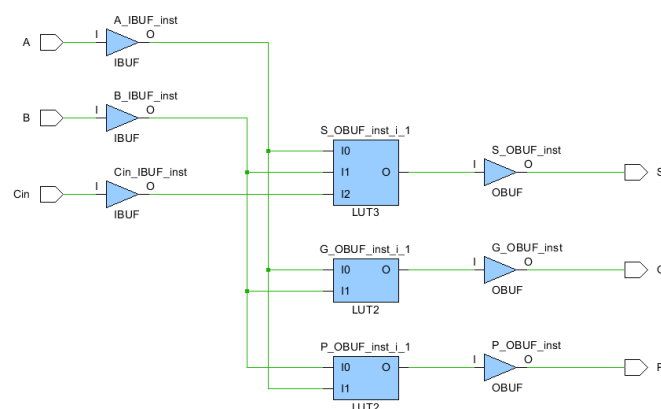 A_IBUF_inst
A
I
O
IBUF
B_IBUF_inst
B
I
O
IBUF
Cin_IBUF_inst
Cin
I
O
IBUF
S_OBUF_inst_i_1
I0
I1
I2
O
LUT3
S_OBUF_inst
I
O
OBUF
S
G_OBUF_inst_i_1
I0
I1
O
LUT2
G_OBUF_inst
I
O
OBUF
P_OBUF_inst_i_1
I0
I1
O
LUT2
P_OBUF_inst
I
O
OBUF